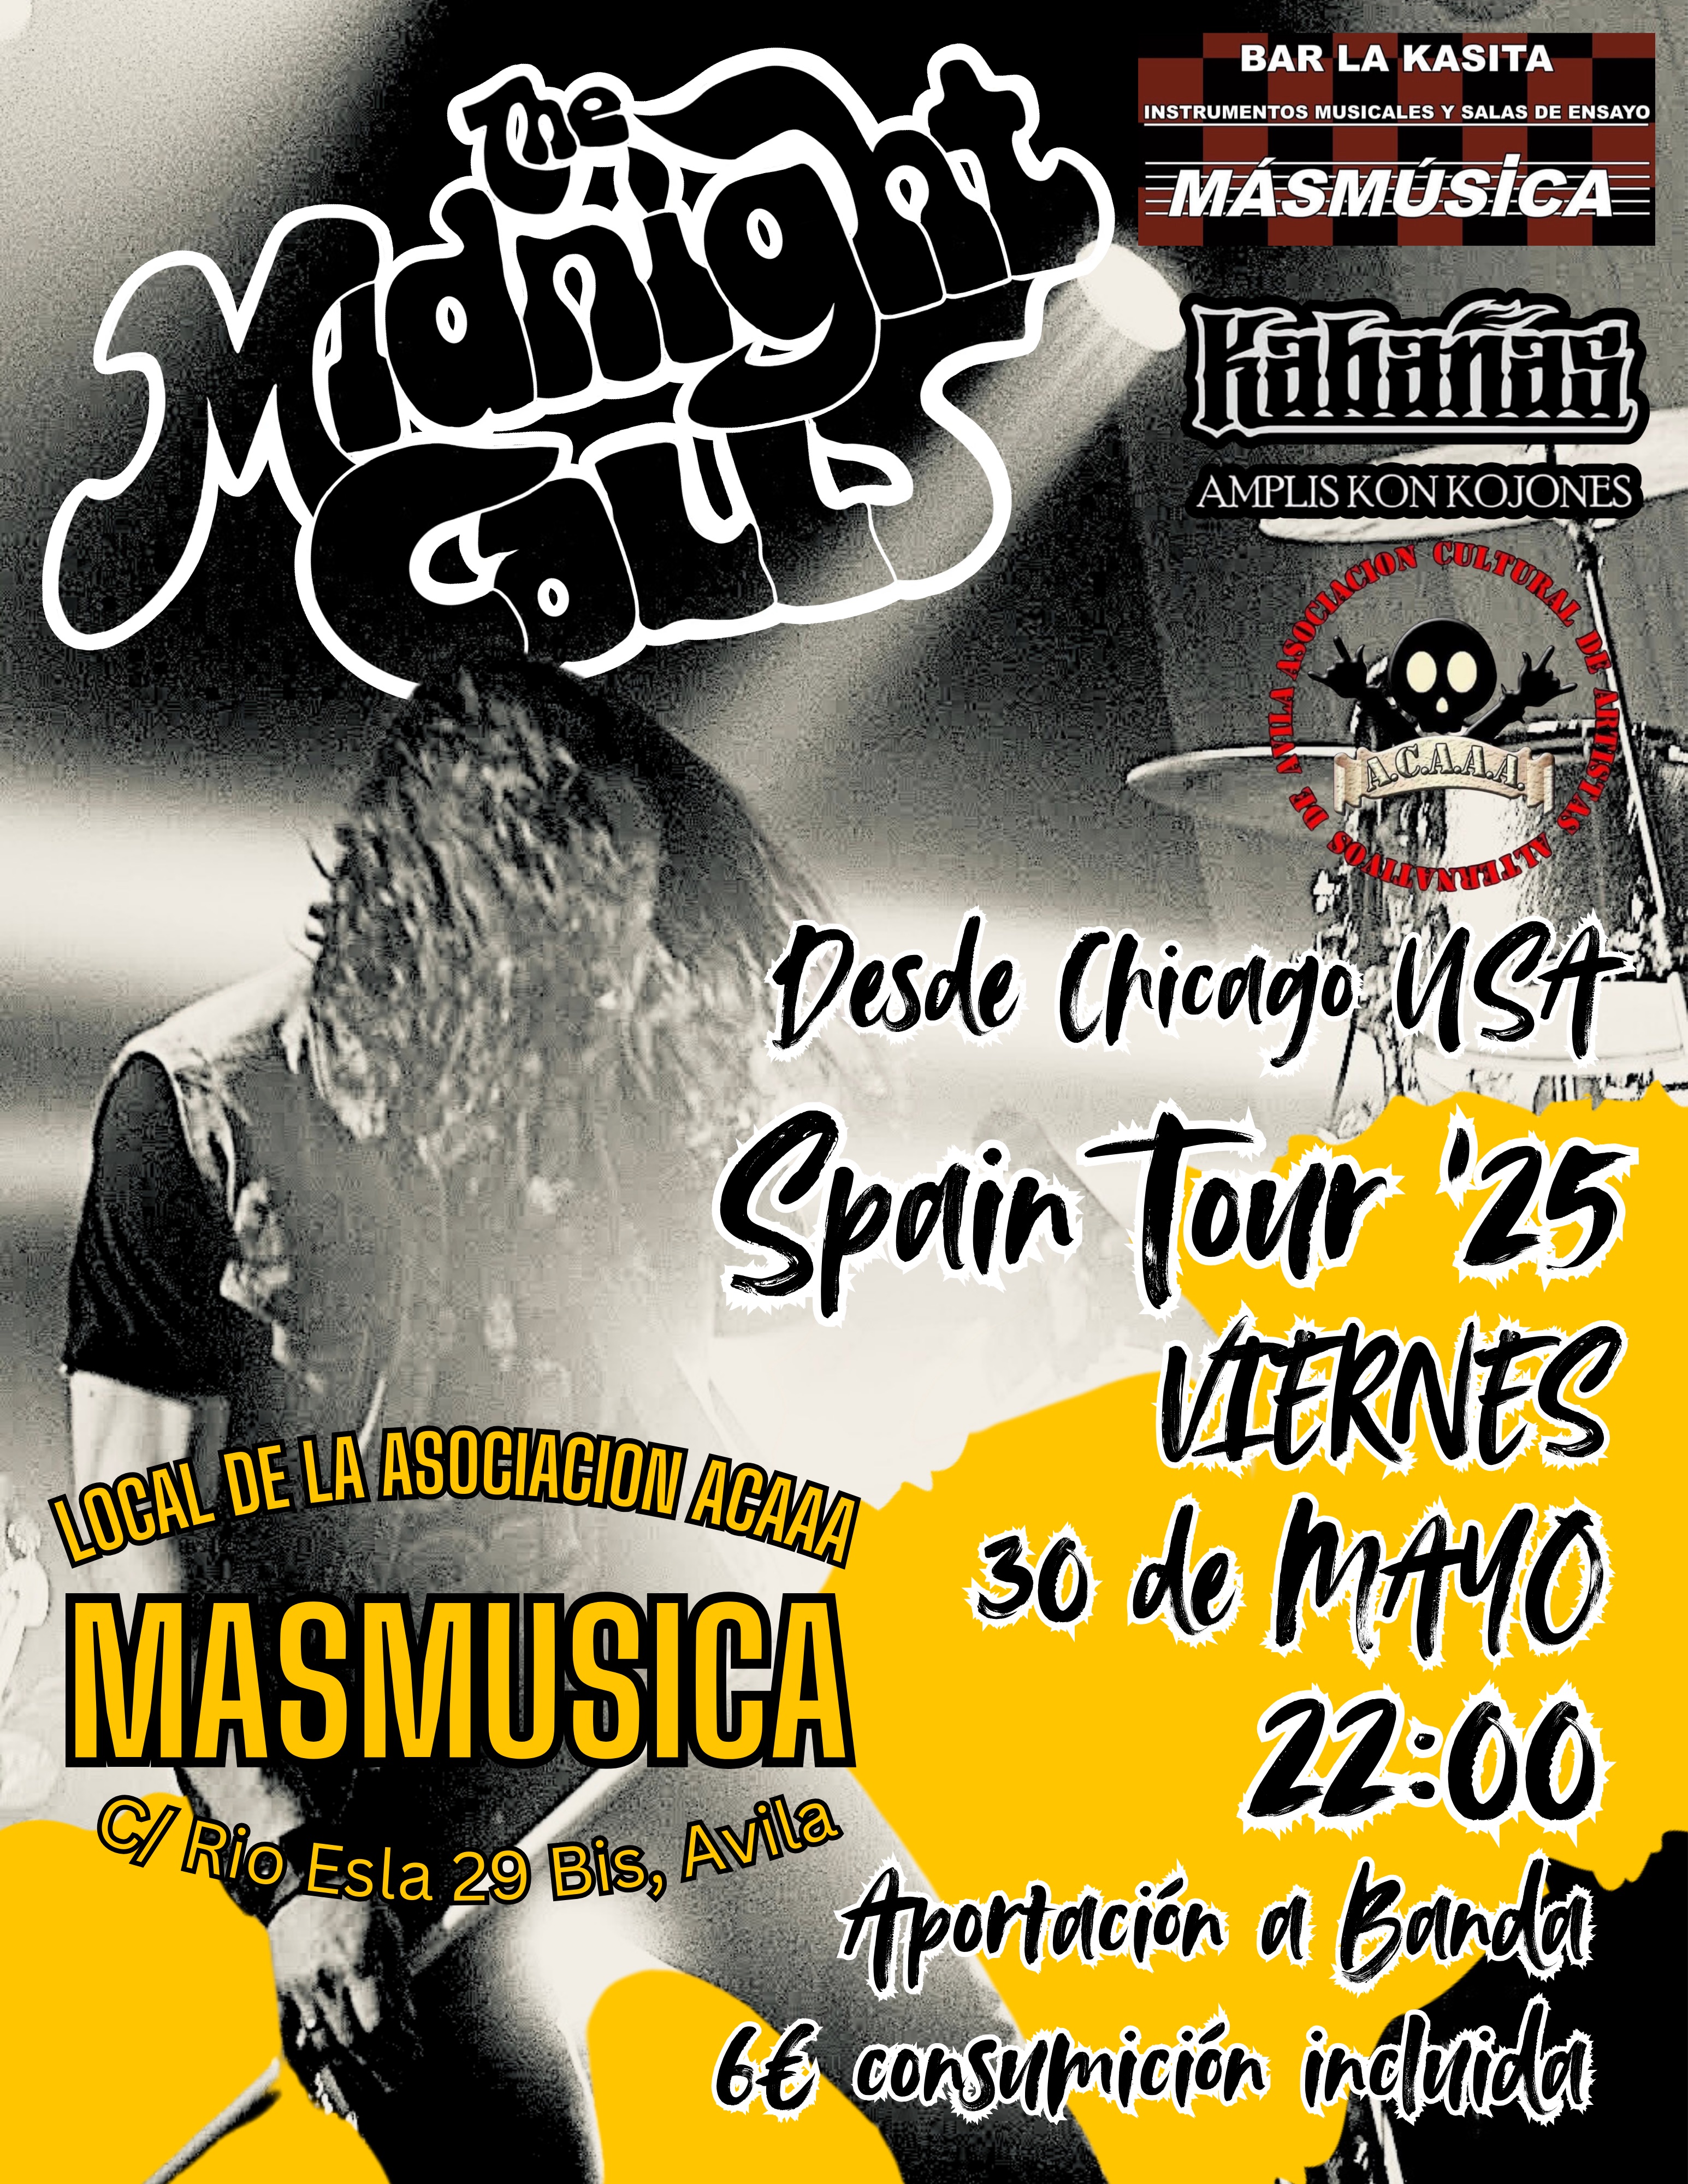 the
Midnight
Calls
BAR LA KASITA
INSTRUMENTOS MUSICALES Y SALAS DE ENSAYO
MÁSMÚSICA
Kabañas
AMPLIS KON KOJONES
ASOCIACION CULTURAL DE ARTISTAS ALTERNATIVOS DE AVILA
A.C.A.A.A.
Desde Chicago USA
Spain Tour '25
VIERNES
30 de MAYO
22:00
Aportación a Banda
6€ consumición incluida
LOCAL DE LA ASOCIACION ACAAA
MASMUSICA
C/ Rio Esla 29 Bis, Avila